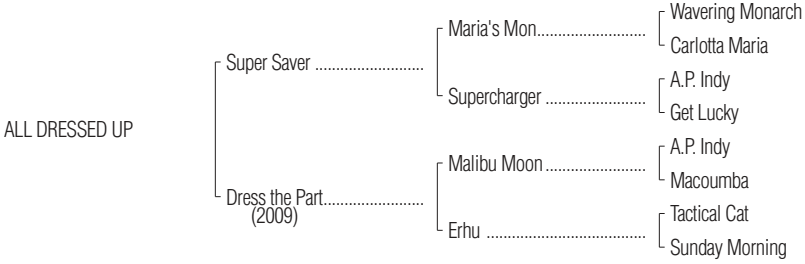 Wavering Monarch
Maria's Mon..........................
Carlotta Maria
Super Saver ..........................
A.P. Indy
Supercharger ........................
Get Lucky
ALL DRESSED UP
A.P. Indy
Malibu Moon ........................
Macoumba
Dress the Part........................
(2009)
Tactical Cat
Erhu ......................................
Sunday Morning